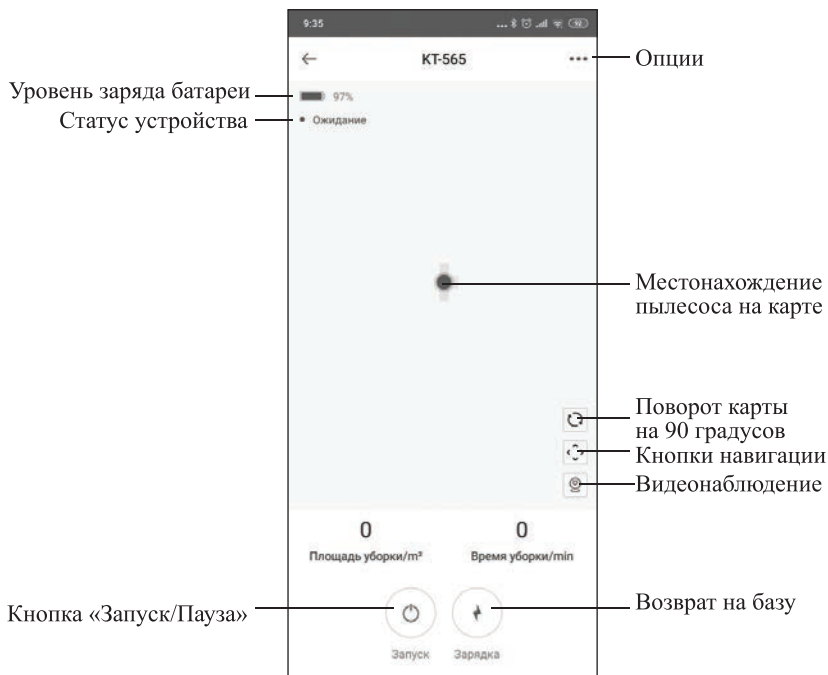 9:35
92
KT-565
Опции
Уровень заряда батареи
97%
Статус устройства
Ожидание
Местонахождение
пылесоса на карте
Поворот карты
на 90 градусов
Кнопки навигации
Видеонаблюдение
0
0
Площадь уборки/m²
Время уборки/min
Кнопка «Запуск/Пауза»
Возврат на базу
Запуск
Зарядка